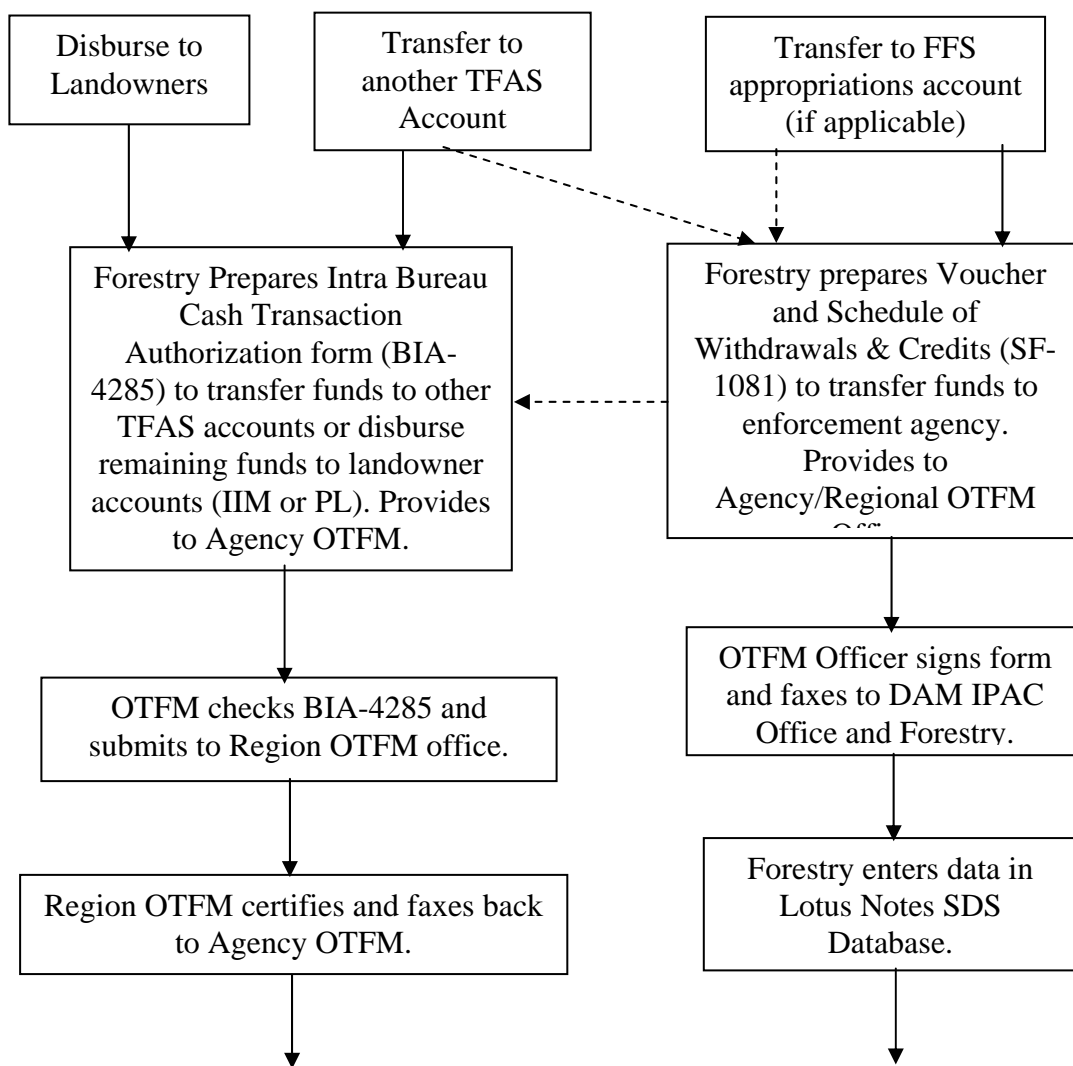 Disburse to
Landowners
Transfer to
another TFAS
Account
Transfer to FFS
appropriations account
(if applicable)
Forestry Prepares Intra Bureau
Cash Transaction
Authorization form (BIA-
4285) to transfer funds to other
TFAS accounts or disburse
remaining funds to landowner
accounts (IIM or PL). Provides
to Agency OTFM.
Forestry prepares Voucher
and Schedule of
Withdrawals & Credits (SF-
1081) to transfer funds to
enforcement agency.
Provides to
Agency/Regional OTFM
OTFM checks BIA-4285 and
submits to Region OTFM office.
OTFM Officer signs form
and faxes to DAM IPAC
Office and Forestry.
Region OTFM certifies and faxes back
to Agency OTFM.
Forestry enters data in
Lotus Notes SDS
Database.